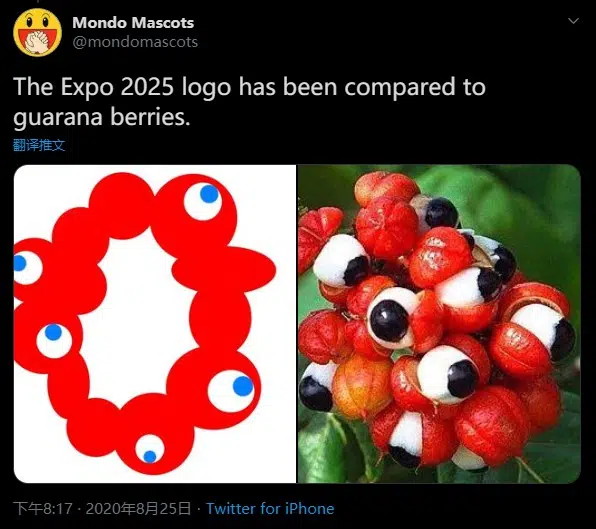 Mondo Mascots
@mondomascots
The Expo 2025 logo has been compared to
guarana berries.
翻译推文
下午8:17 · 2020年8月25日 · Twitter for iPhone